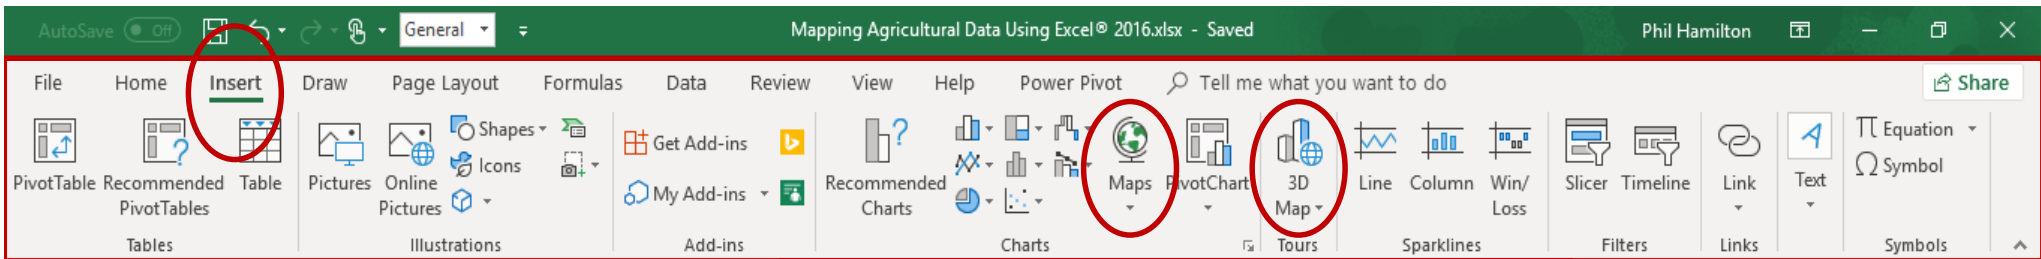 AutoSave Off General Mapping Agricultural Data Using Excel® 2016.xlsx - Saved Phil Hamilton
File Home Insert Draw Page Layout Formulas Data Review View Help Power Pivot Tell me what you want to do Share
PivotTable
Recommended
PivotTables
Table
Tables
Pictures
Online
Pictures
Shapes
Icons
Illustrations
Get Add-ins
My Add-ins
Add-ins
Recommended
Charts
Maps
PivotChart
Charts
3D
Map
Tours
Line
Column
Win/
Loss
Sparklines
Slicer
Timeline
Filters
Link
Links
Text
Equation
Symbol
Symbols